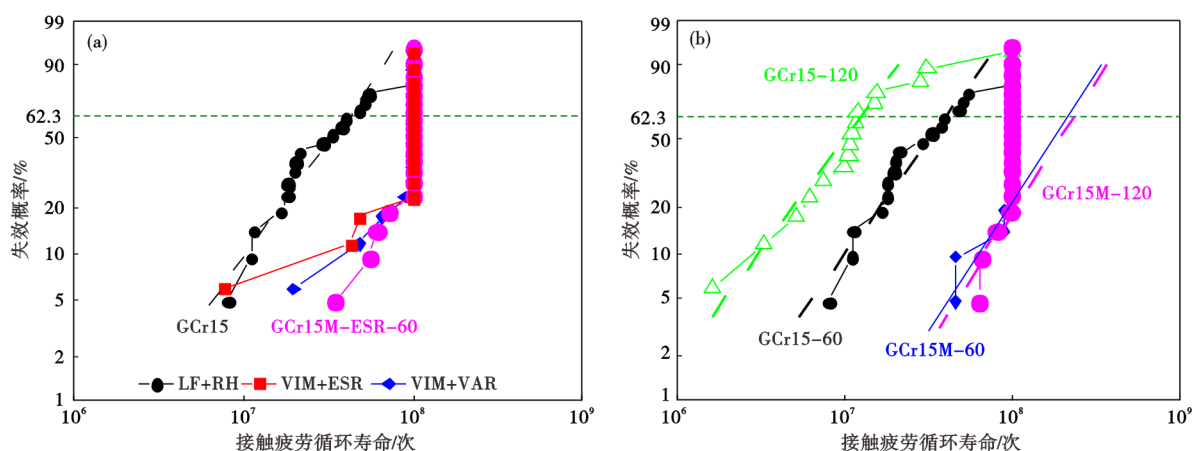 (a)
99
90
62.3
50
20
10
5
2
1
失效概率/%
GCr15
GCr15M-ESR-60
LF+RH
VIM+ESR
VIM+VAR
10⁶
10⁷
10⁸
10⁹
接触疲劳循环寿命/次
(b)
99
90
62.3
50
20
10
5
2
1
失效概率/%
GCr15-120
GCr15M-120
GCr15-60
GCr15M-60
10⁶
10⁷
10⁸
10⁹
接触疲劳循环寿命/次